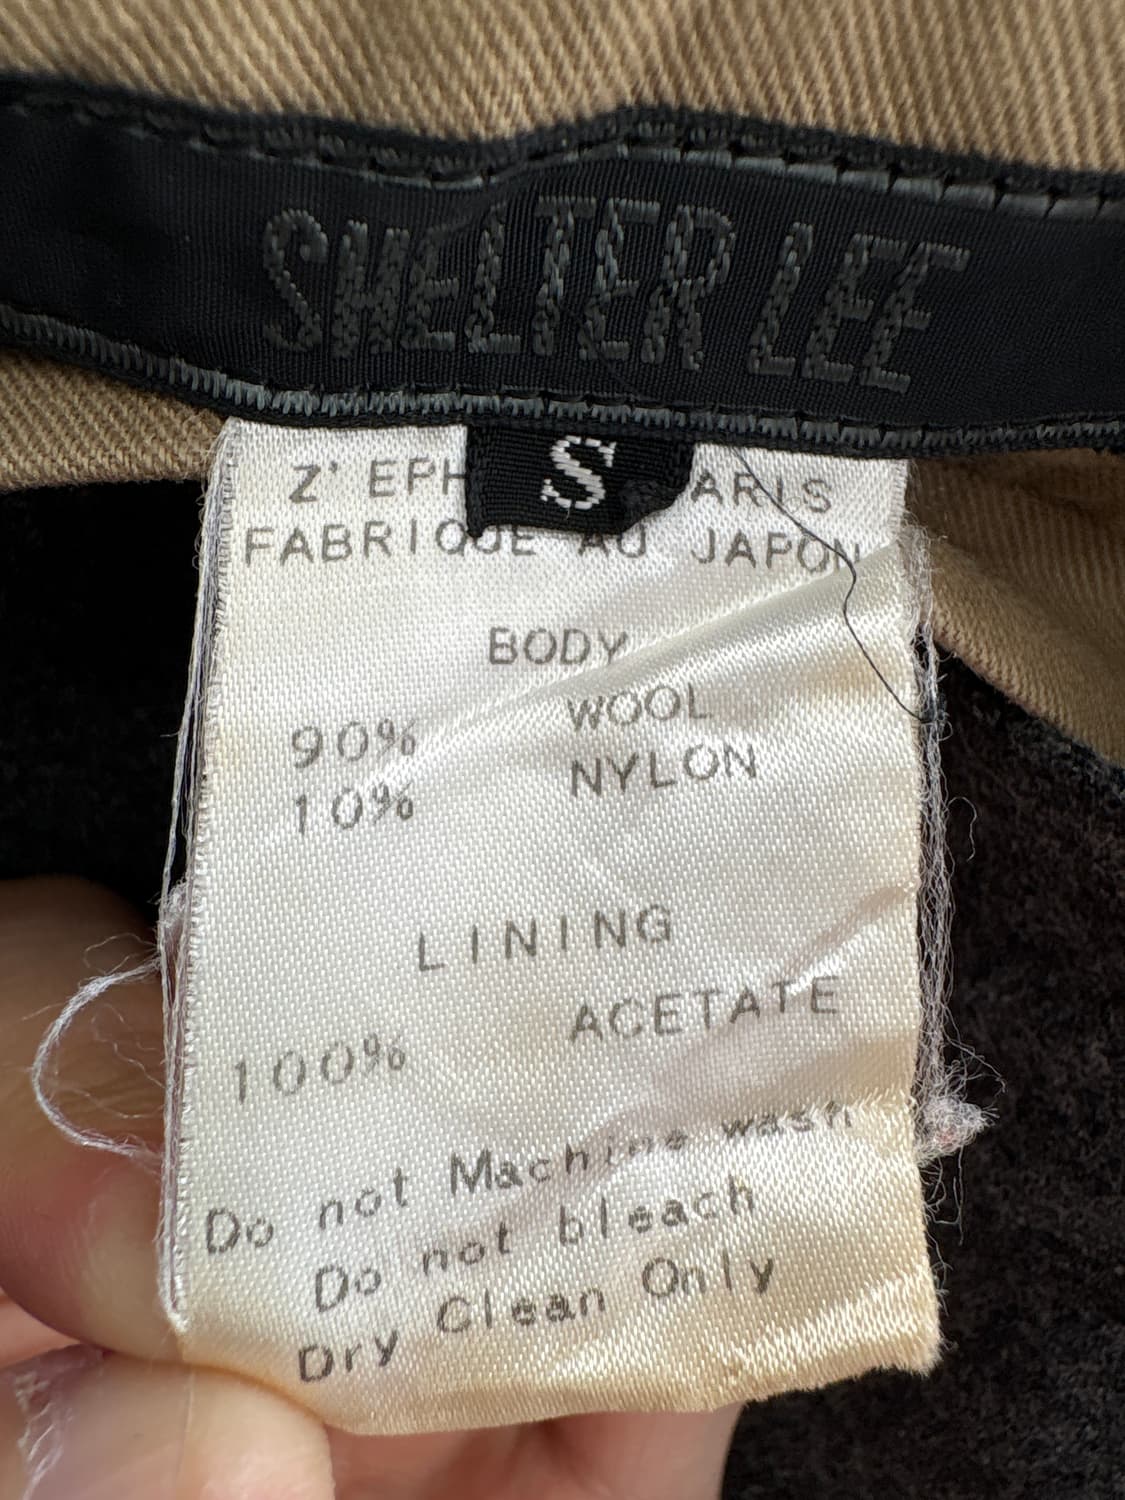 SHELTER LEE
S
Z' EPH ARIS
FABRIQUE AU JAPON
BODY
90% WOOL
10% NYLON
LINING
100% ACETATE
Do not Machine wash
Do not bleach
Dry Clean Only